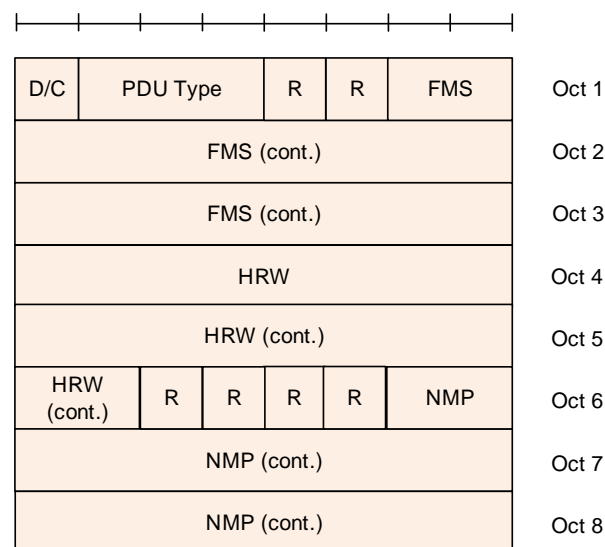 D/C PDU Type R R FMS Oct 1
FMS (cont.) Oct 2
FMS (cont.) Oct 3
HRW Oct 4
HRW (cont.) Oct 5
HRW
(cont.) R R R R NMP Oct 6
NMP (cont.) Oct 7
NMP (cont.) Oct 8